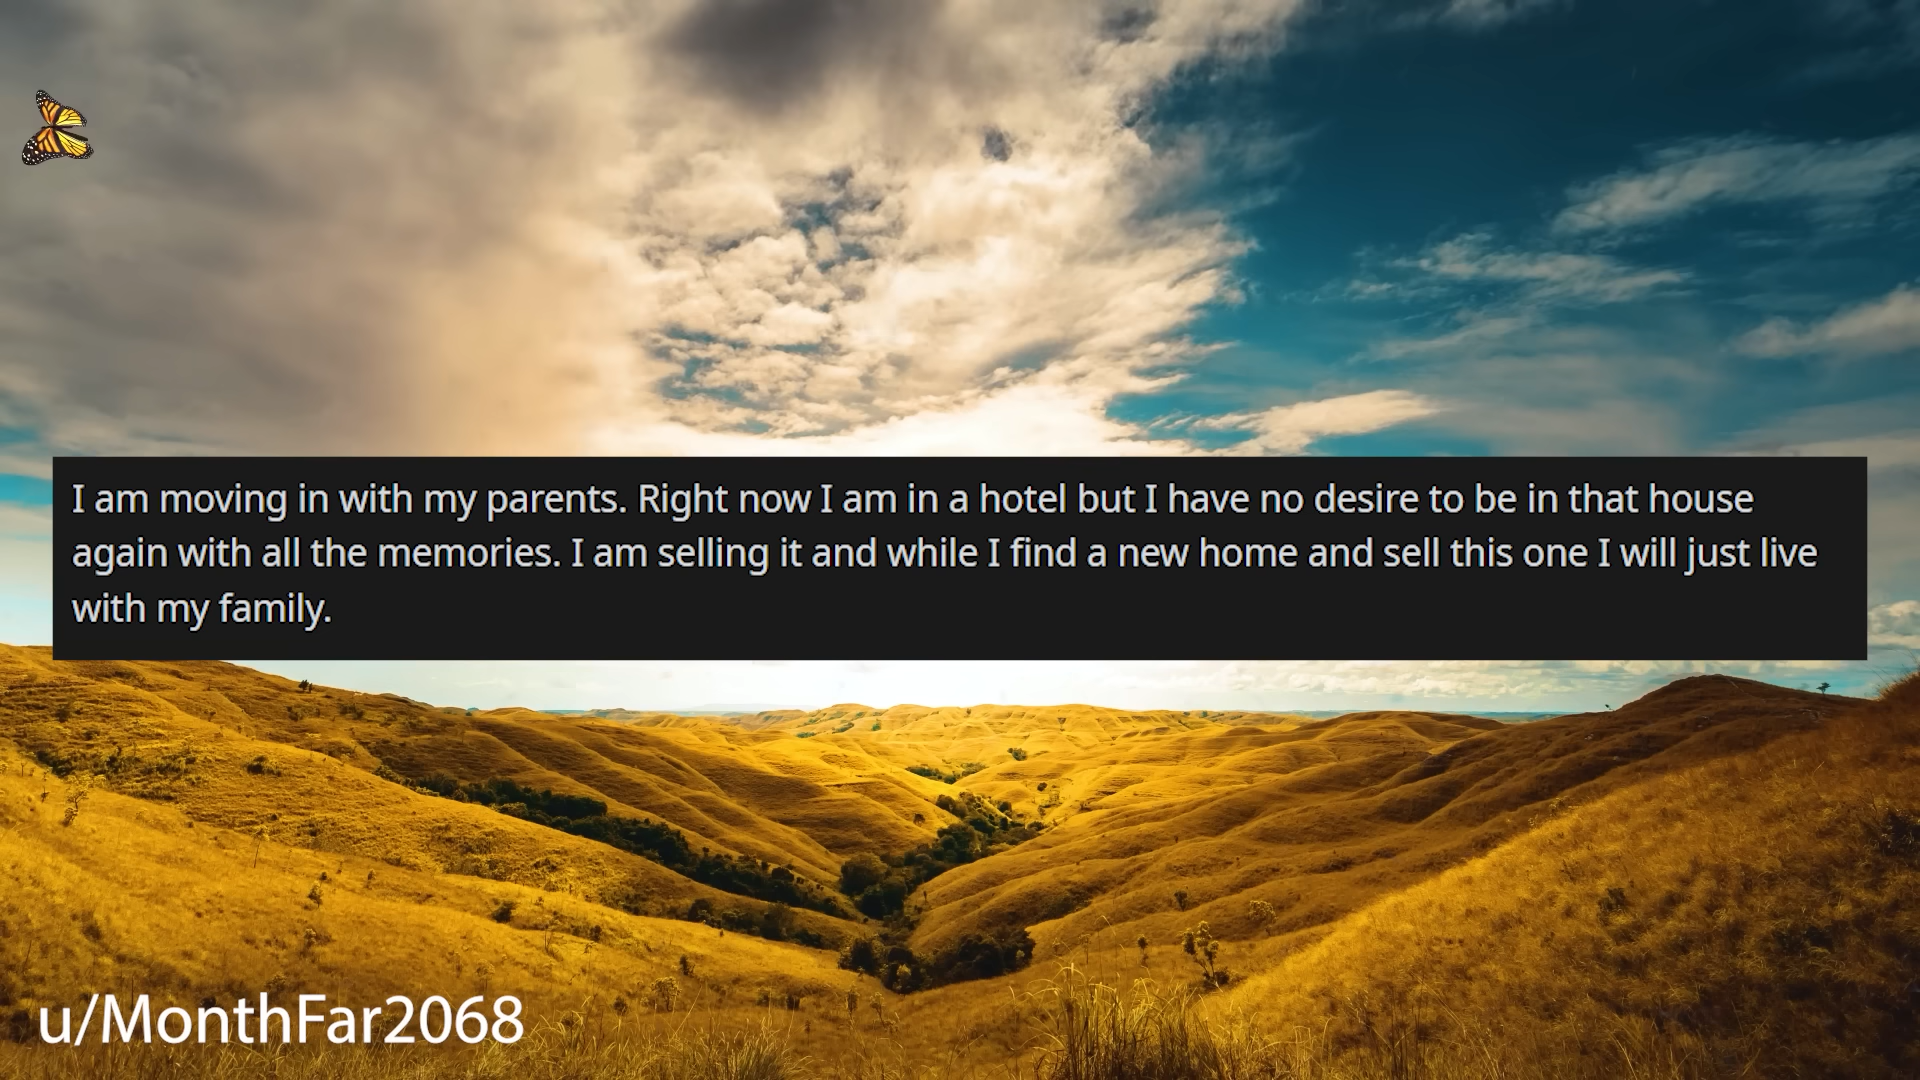 I am moving in with my parents. Right now I am in a hotel but I have no desire to be in that house
again with all the memories. I am selling it and while I find a new home and sell this one I will just live
with my family.
u/MonthFar2068